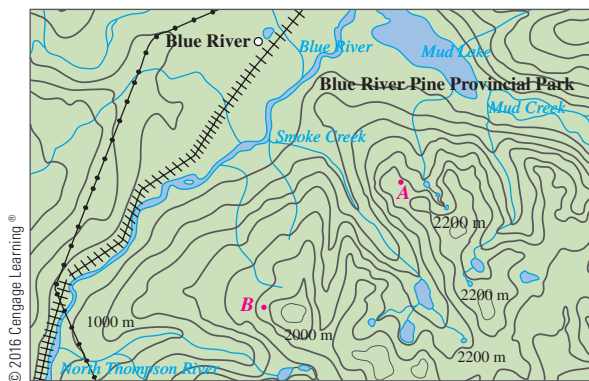 Blue River
Blue River
Mud Lake
Blue River Pine Provincial Park
Mud Creek
Smoke Creek
A
2200 m
2200 m
B
2000 m
1000 m
2200 m
North Thompson River
© 2016 Cengage Learning ®